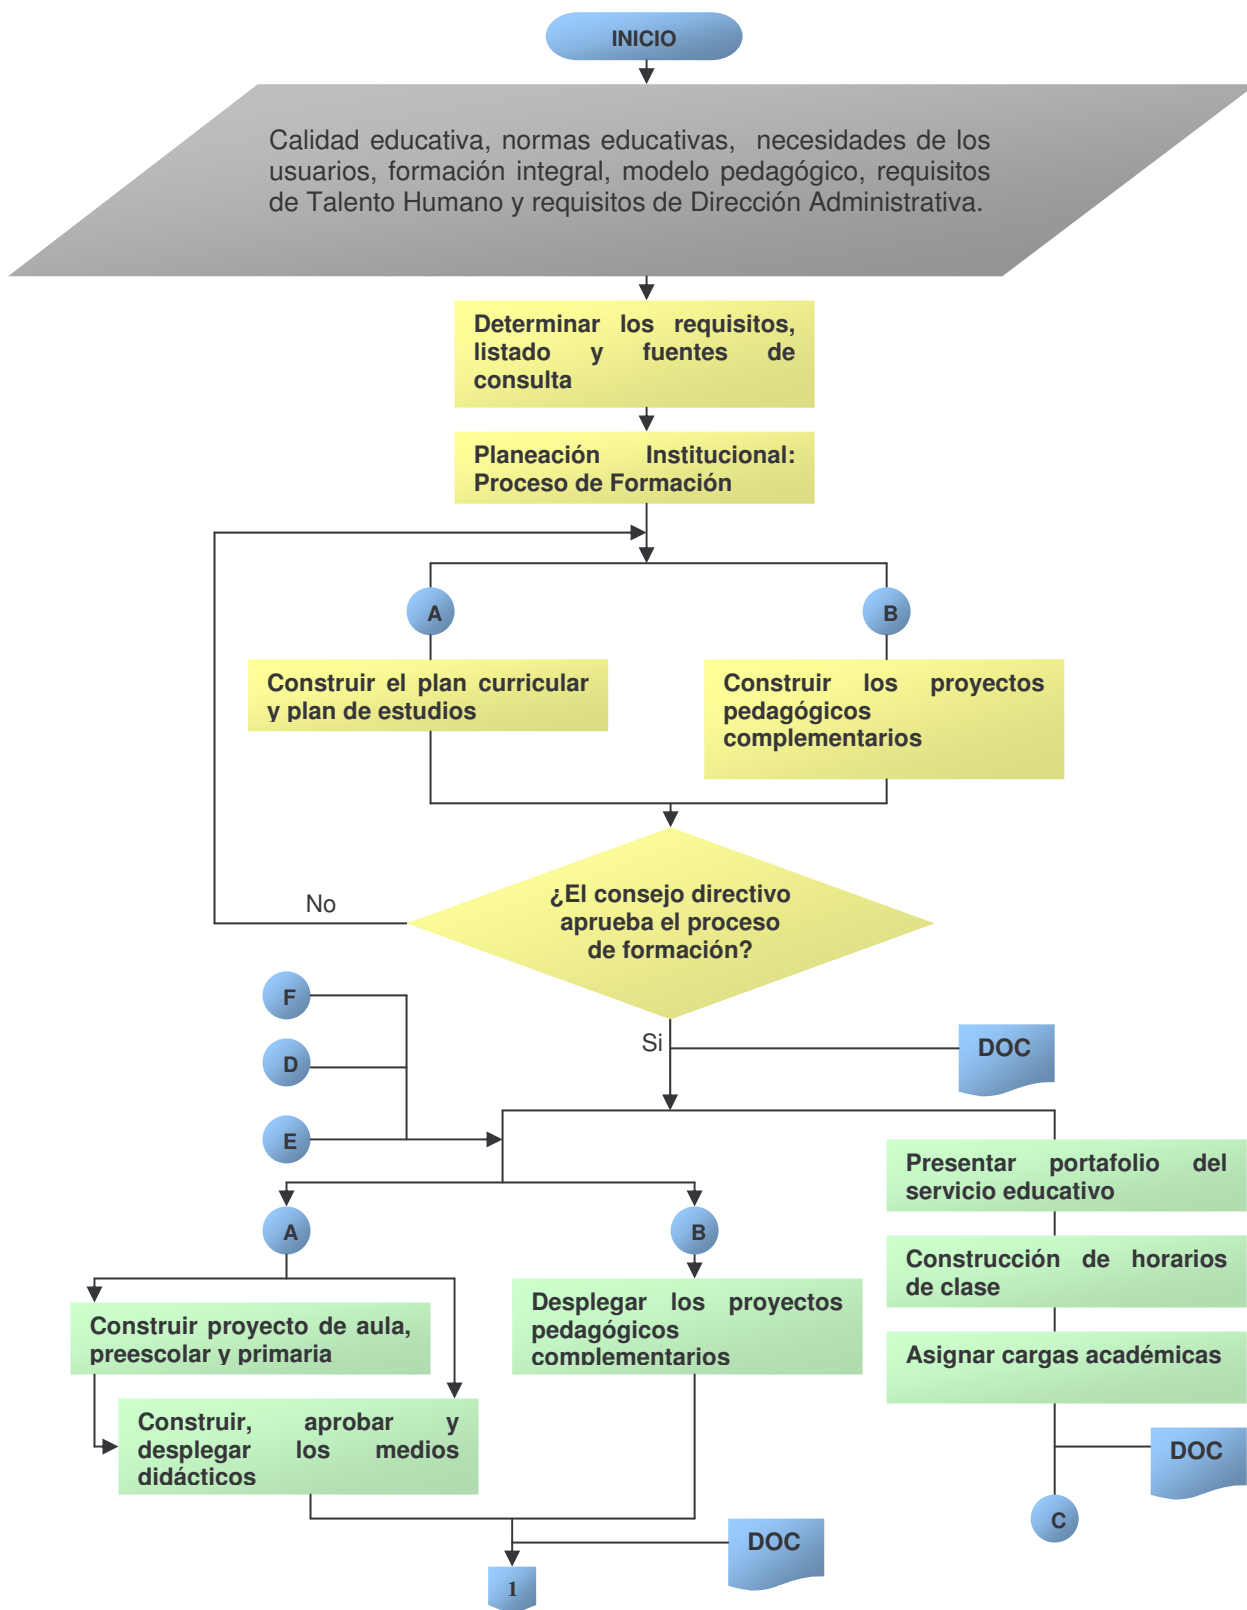 INICIO
Calidad educativa, normas educativas, necesidades de los
usuarios, formación integral, modelo pedagógico, requisitos
de Talento Humano y requisitos de Dirección Administrativa.
Determinar los requisitos,
listado y fuentes de
consulta
Planeación Institucional:
Proceso de Formación
A
B
Construir el plan curricular
y plan de estudios
Construir los proyectos
pedagógicos
complementarios
¿El consejo directivo
aprueba el proceso
de formación?
No
F
Si
DOC
D
E
Presentar portafolio del
servicio educativo
A
B
Construcción de horarios
de clase
Construir proyecto de aula,
preescolar y primaria
Desplegar los proyectos
pedagógicos
complementarios
Asignar cargas académicas
Construir, aprobar y
desplegar los medios
didácticos
DOC
C
DOC
1